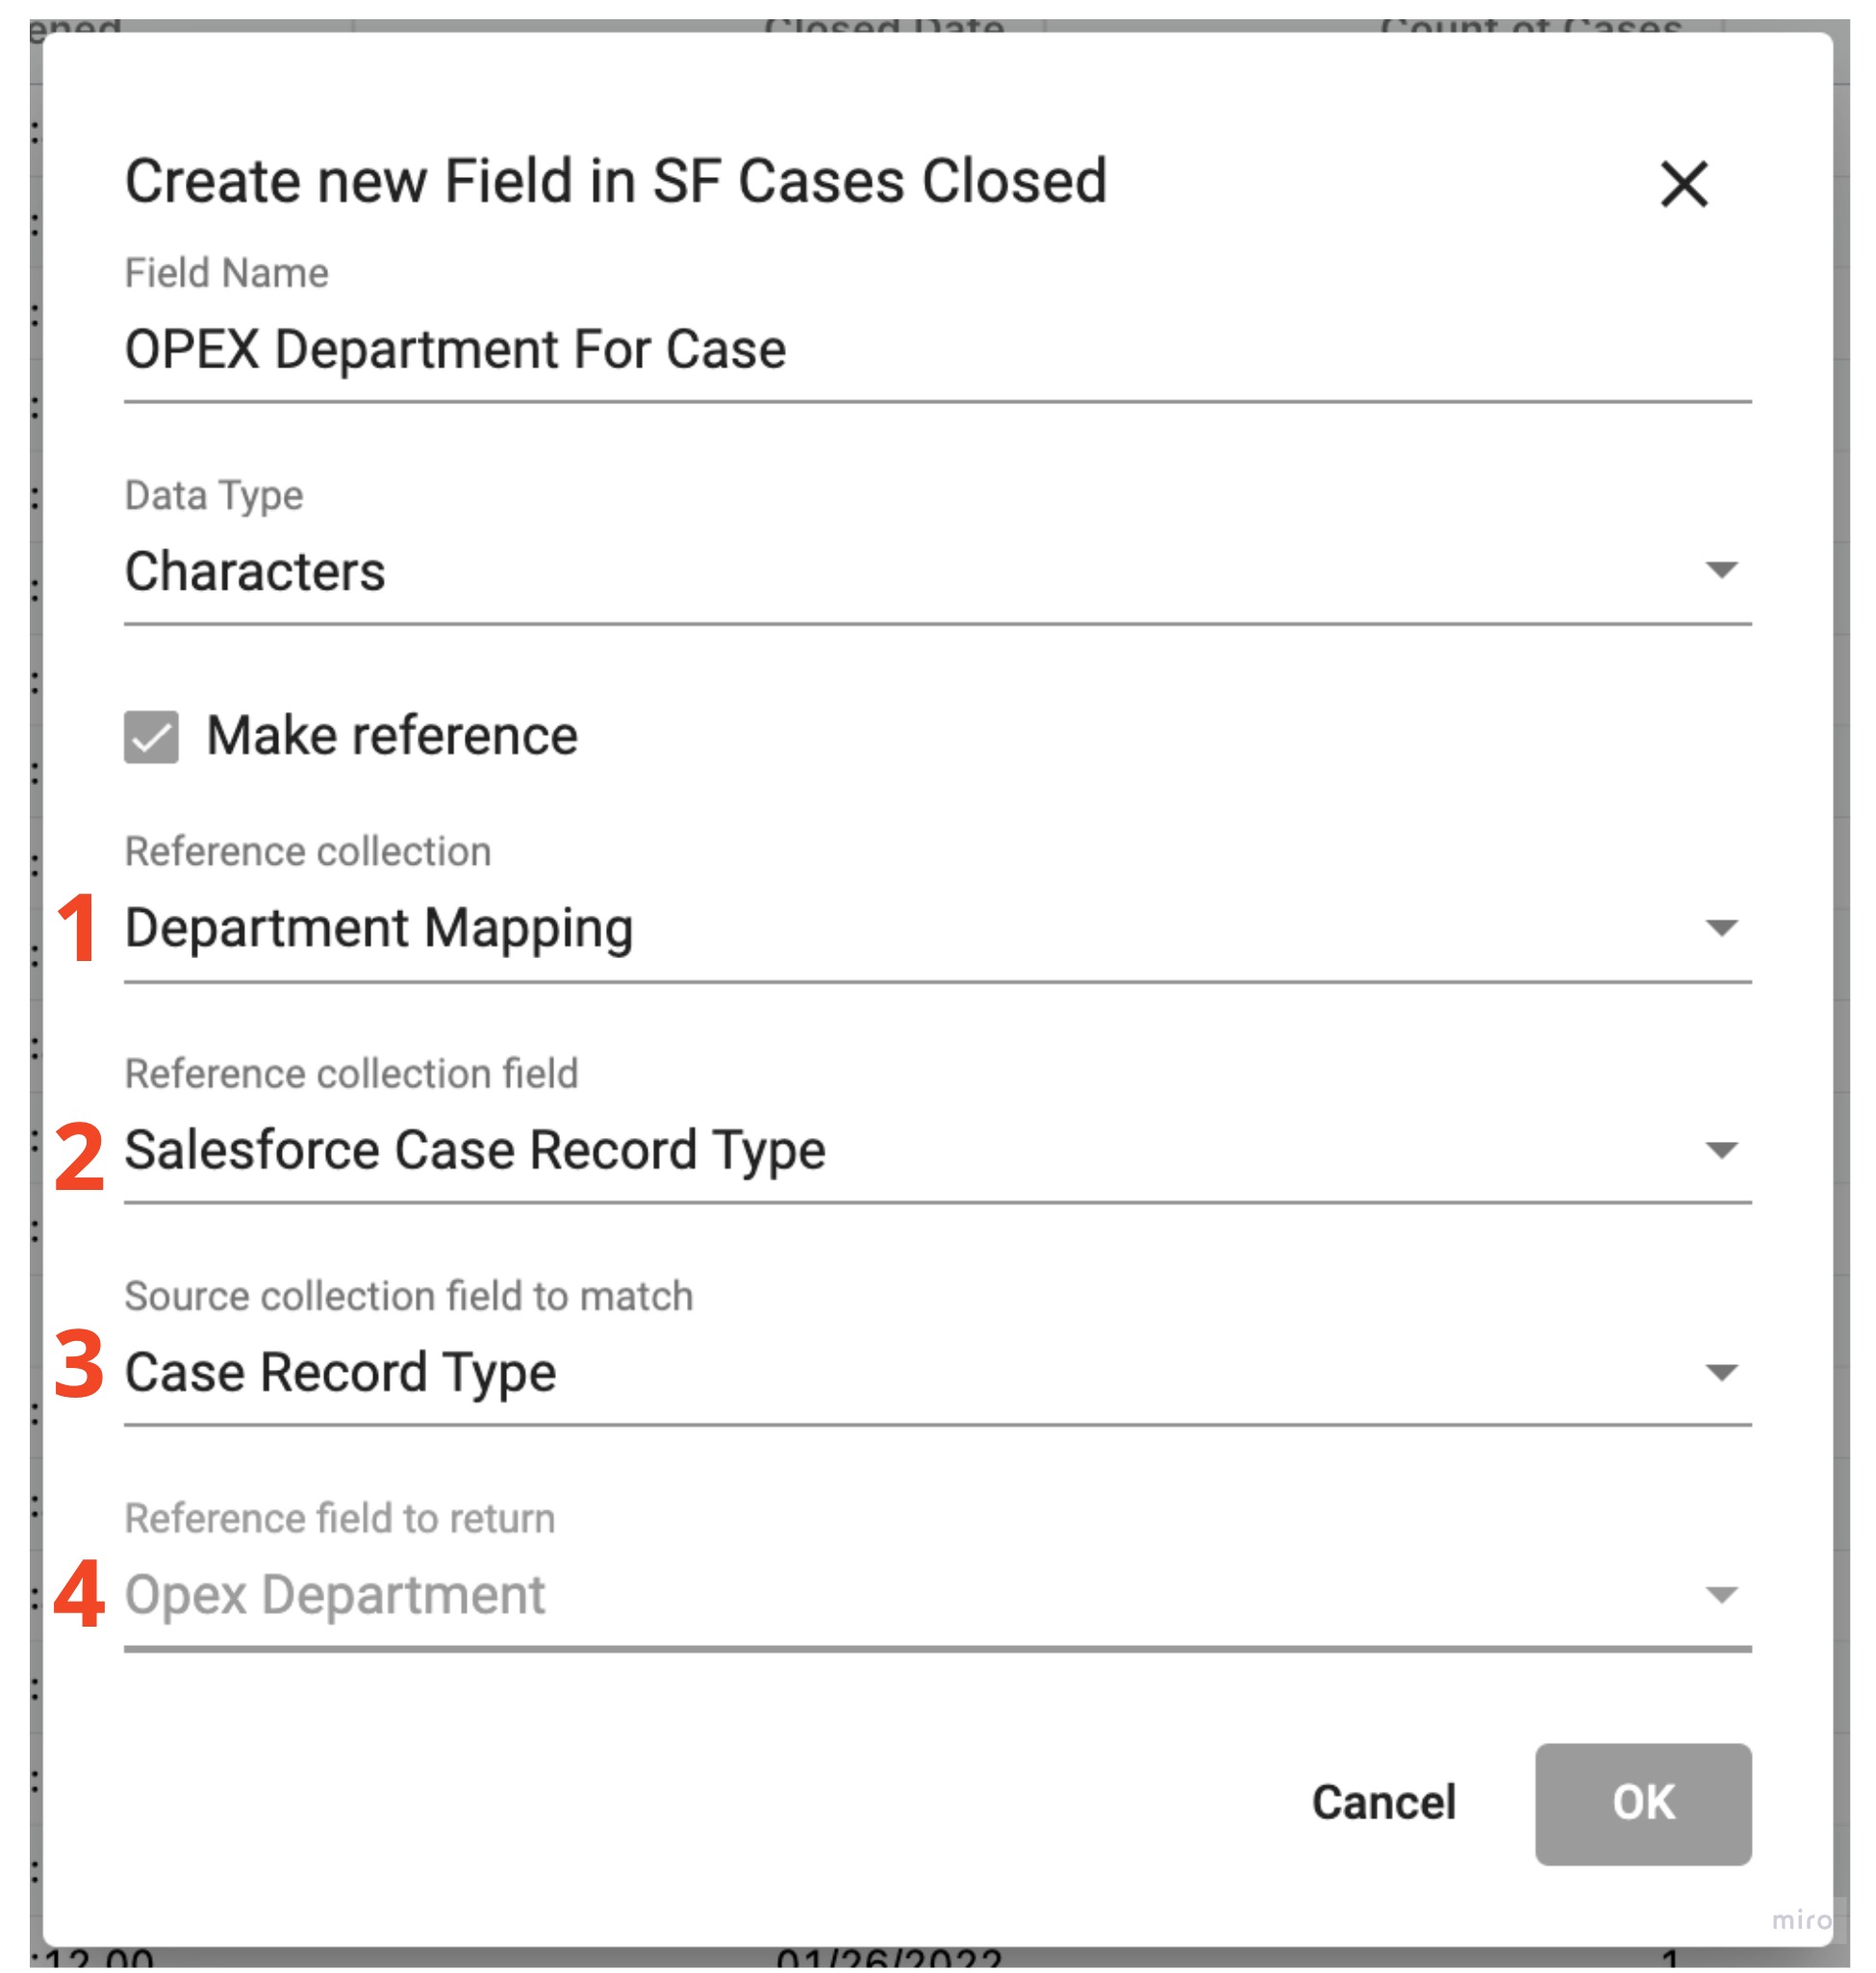 ened Closed Date Count of Cases
Create new Field in SF Cases Closed
Field Name
OPEX Department For Case
Data Type
Characters
Make reference
Reference collection
1 Department Mapping
Reference collection field
2 Salesforce Case Record Type
Source collection field to match
3 Case Record Type
Reference field to return
4 Opex Department
Cancel OK
miro
:12.00 01/26/2022 1